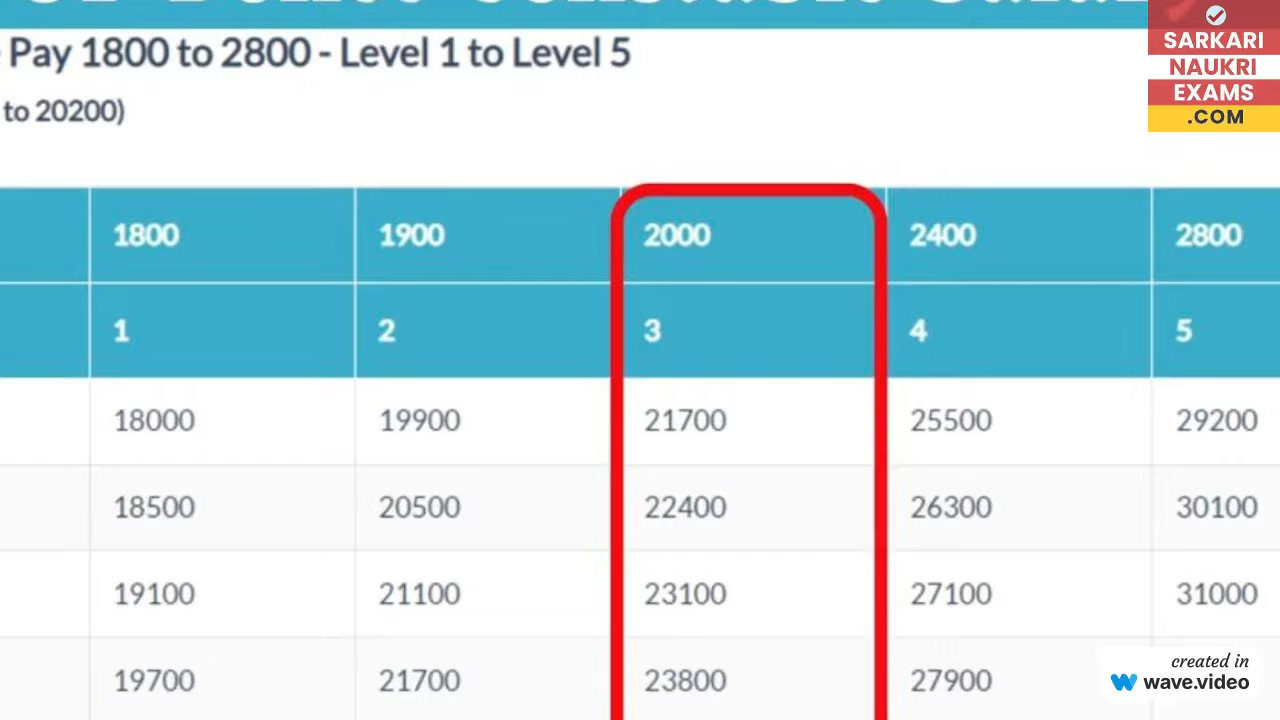 Pay 1800 to 2800 - Level 1 to Level 5
to 20200)
SARKARI
NAUKRI
EXAMS
.COM
1800 1900 2000 2400 2800
1 2 3 4 5
18000 19900 21700 25500 29200
18500 20500 22400 26300 30100
19100 21100 23100 27100 31000
19700 21700 23800 27900
created in
wave.video